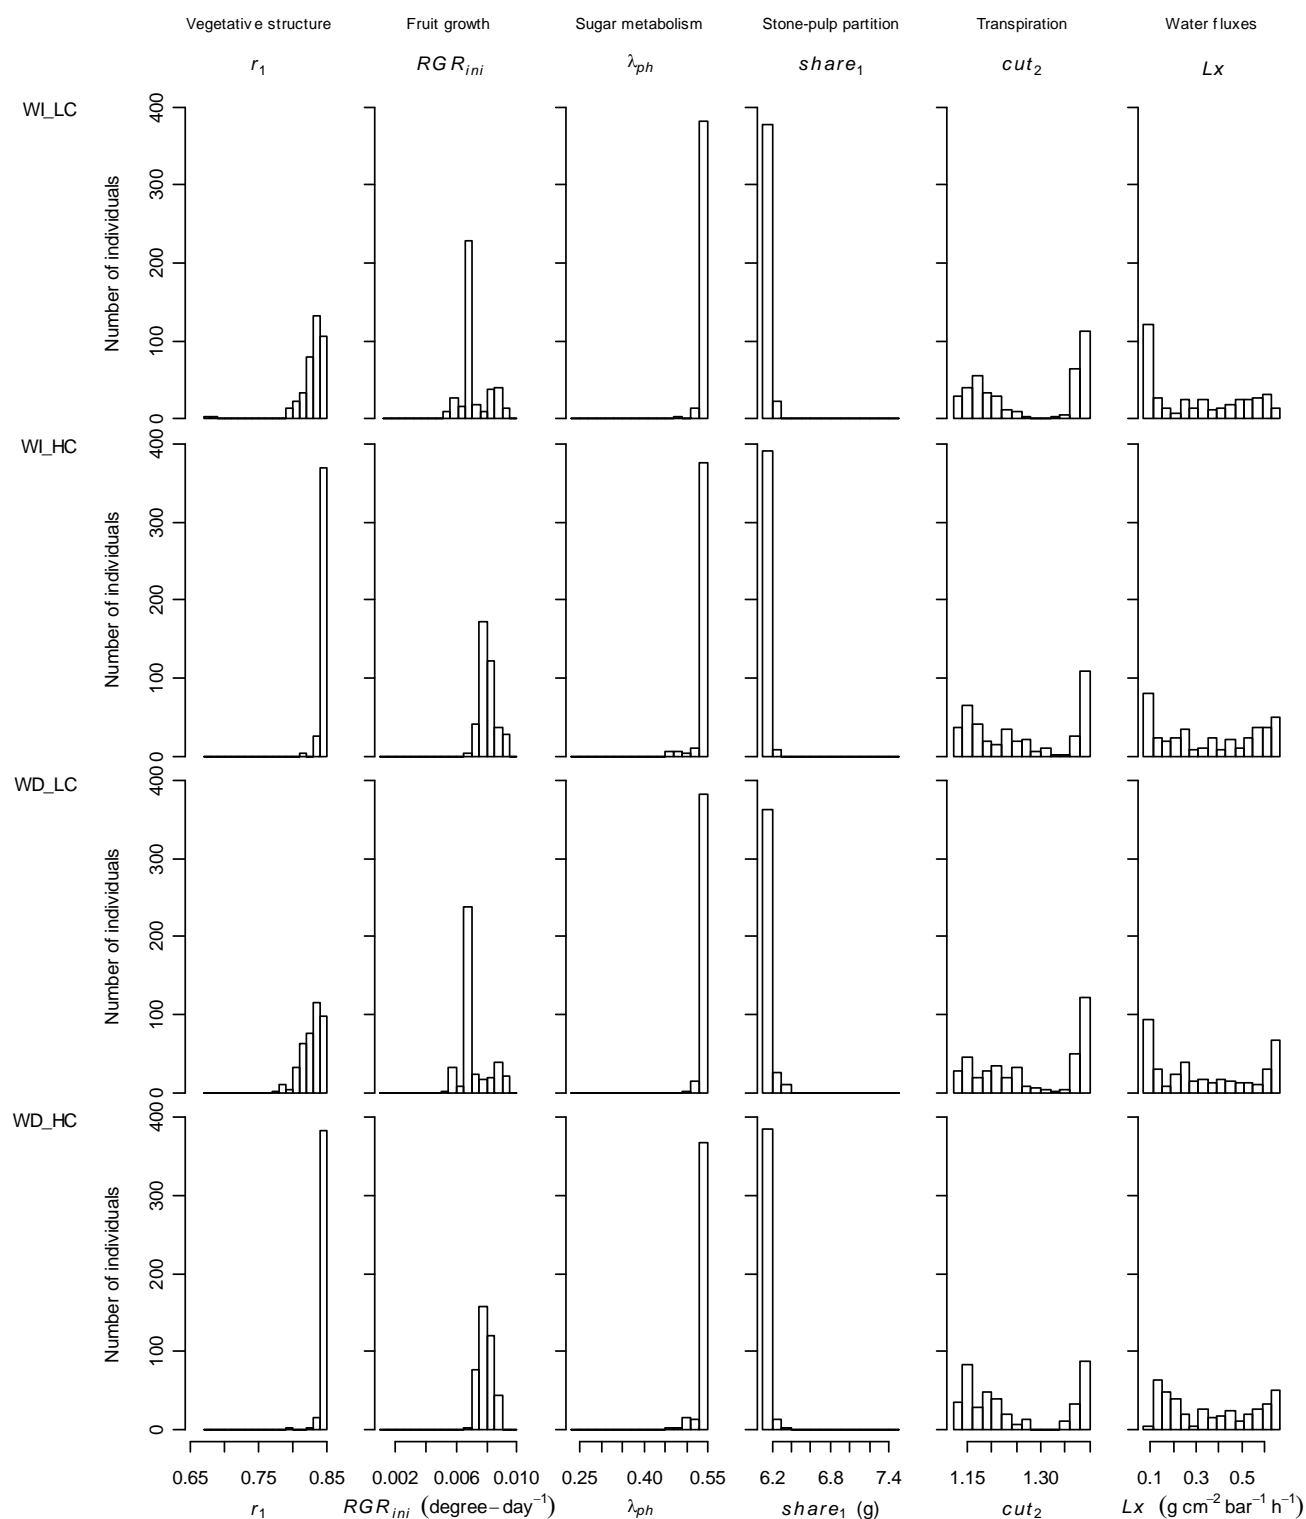 Vegetative structure Fruit growth Sugar metabolism Stone-pulp partition Transpiration Water fluxes
r1 RGRini λph share1 cut2 Lx
WI_LC
Number of individuals
0 100 200 300 400
WI_HC
Number of individuals
0 100 200 300 400
WD_LC
Number of individuals
0 100 200 300 400
WD_HC
Number of individuals
0 100 200 300 400
0.65 0.75 0.85 0.002 0.006 0.010 0.25 0.40 0.55 6.2 6.8 7.4 1.15 1.30 0.1 0.3 0.5
r1 RGRini (degree−day−1) λph share1 (g) cut2 Lx (g cm−2 bar−1 h−1)